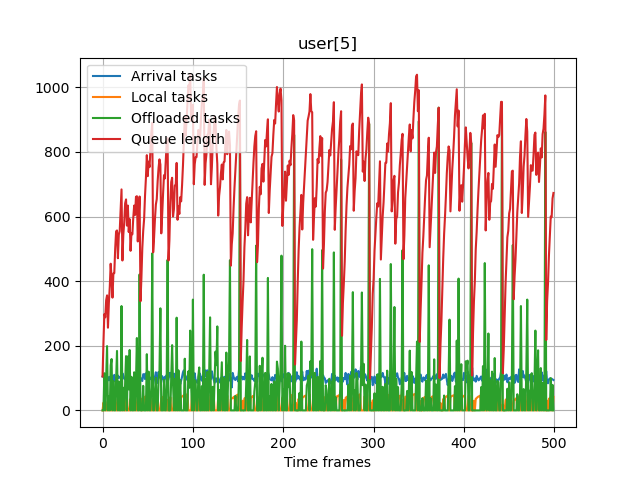 user[5]
Arrival tasks
Local tasks
Offloaded tasks
Queue length
1000
800
600
400
200
0
0 100 200 300 400 500
Time frames